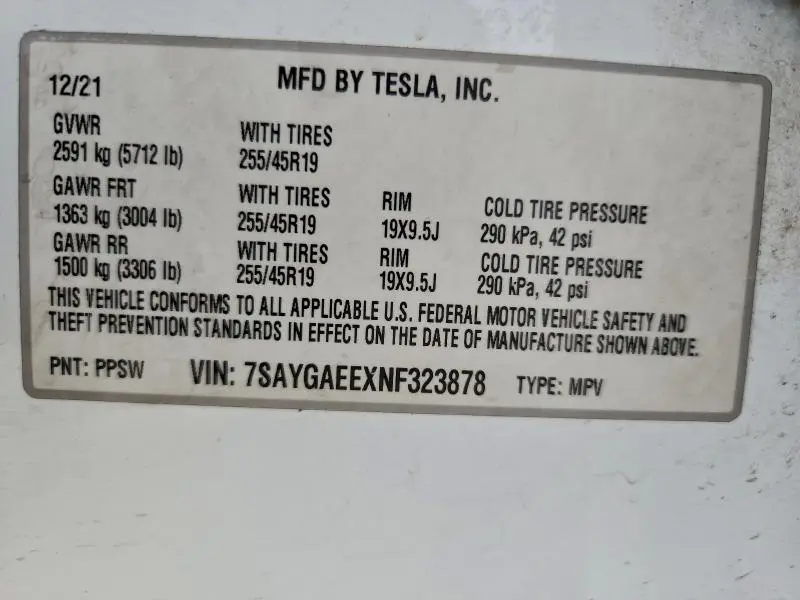 12/21 MFD BY TESLA, INC.
GVWR
2591 kg (5712 lb) WITH TIRES
255/45R19
GAWR FRT
1363 kg (3004 lb) WITH TIRES
255/45R19 RIM
19X9.5J COLD TIRE PRESSURE
290 kPa, 42 psi
GAWR RR
1500 kg (3306 lb) WITH TIRES
255/45R19 RIM
19X9.5J COLD TIRE PRESSURE
290 kPa, 42 psi
THIS VEHICLE CONFORMS TO ALL APPLICABLE U.S. FEDERAL MOTOR VEHICLE SAFETY AND
THEFT PREVENTION STANDARDS IN EFFECT ON THE DATE OF MANUFACTURE SHOWN ABOVE.
PNT: PPSW VIN: 7SAYGAEEXNF323878 TYPE: MPV